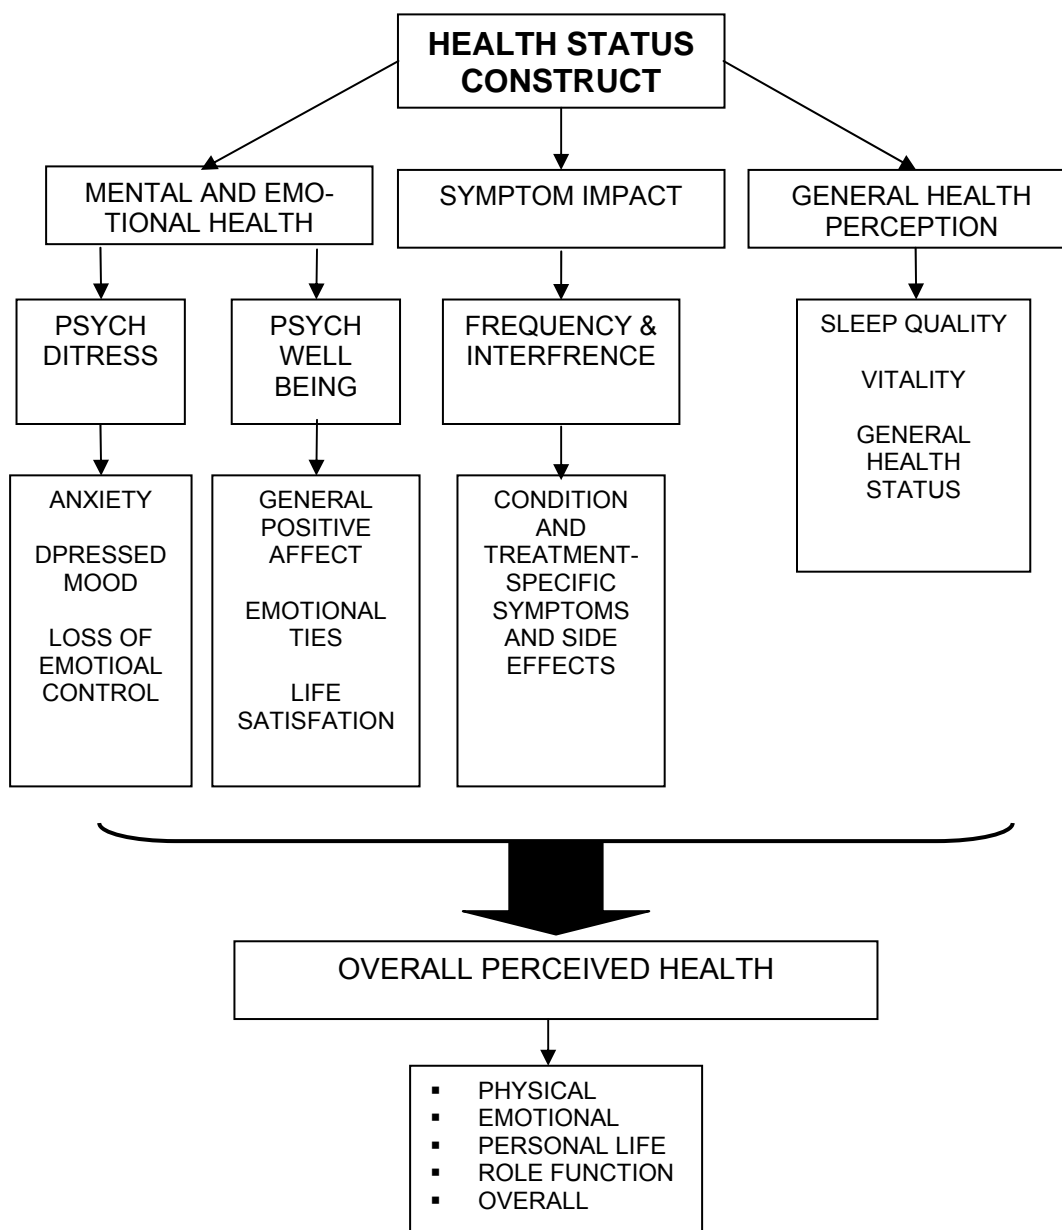 HEALTH STATUS
CONSTRUCT
MENTAL AND EMO-
TIONAL HEALTH
SYMPTOM IMPACT
GENERAL HEALTH
PERCEPTION
PSYCH
DITRESS
PSYCH
WELL
BEING
FREQUENCY &
INTERFRENCE
SLEEP QUALITY
VITALITY
GENERAL
HEALTH
STATUS
ANXIETY
DPRESSED
MOOD
LOSS OF
EMOTIOAL
CONTROL
GENERAL
POSITIVE
AFFECT
EMOTIONAL
TIES
LIFE
SATISFATION
CONDITION
AND
TREATMENT-
SPECIFIC
SYMPTOMS
AND SIDE
EFFECTS
OVERALL PERCEIVED HEALTH
▪ PHYSICAL
▪ EMOTIONAL
▪ PERSONAL LIFE
▪ ROLE FUNCTION
▪ OVERALL